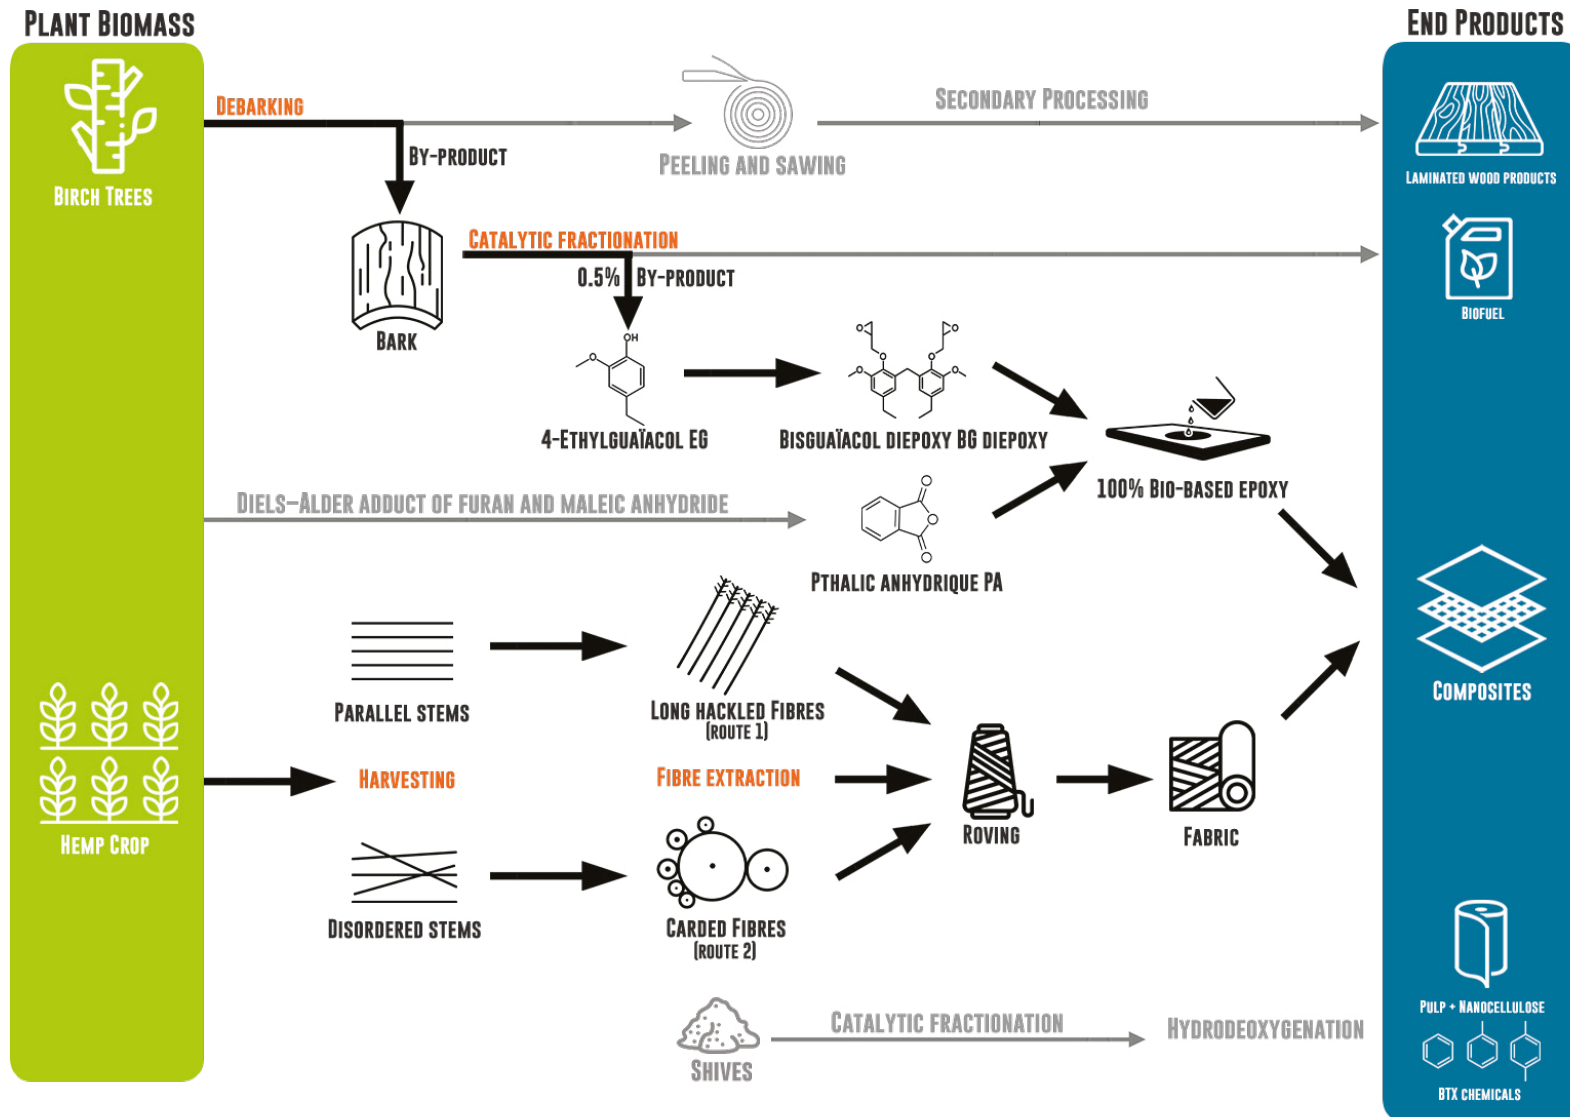 PLANT BIOMASS
END PRODUCTS
DEBARKING
SECONDARY PROCESSING
BY-PRODUCT
PEELING AND SAWING
LAMINATED WOOD PRODUCTS
BIRCH TREES
CATALYTIC FRACTIONATION
0.5% BY-PRODUCT
BIOFUEL
BARK
OH
O
O
O
O
O
O
O
4-ETHYLGUAÏACOL EG
BISGUAÏACOL DIEPOXY BG DIEPOXY
100% BIO-BASED EPOXY
DIELS–ALDER ADDUCT OF FURAN AND MALEIC ANHYDRIDE
O
O
O
PTHALIC ANHYDRIQUE PA
PARALLEL STEMS
LONG HACKLED FIBRES
(ROUTE 1)
COMPOSITES
HARVESTING
FIBRE EXTRACTION
HEMP CROP
ROVING
FABRIC
DISORDERED STEMS
CARDED FIBRES
(ROUTE 2)
PULP + NANOCELLULOSE
CATALYTIC FRACTIONATION
HYDRODEOXYGENATION
SHIVES
BTX CHEMICALS